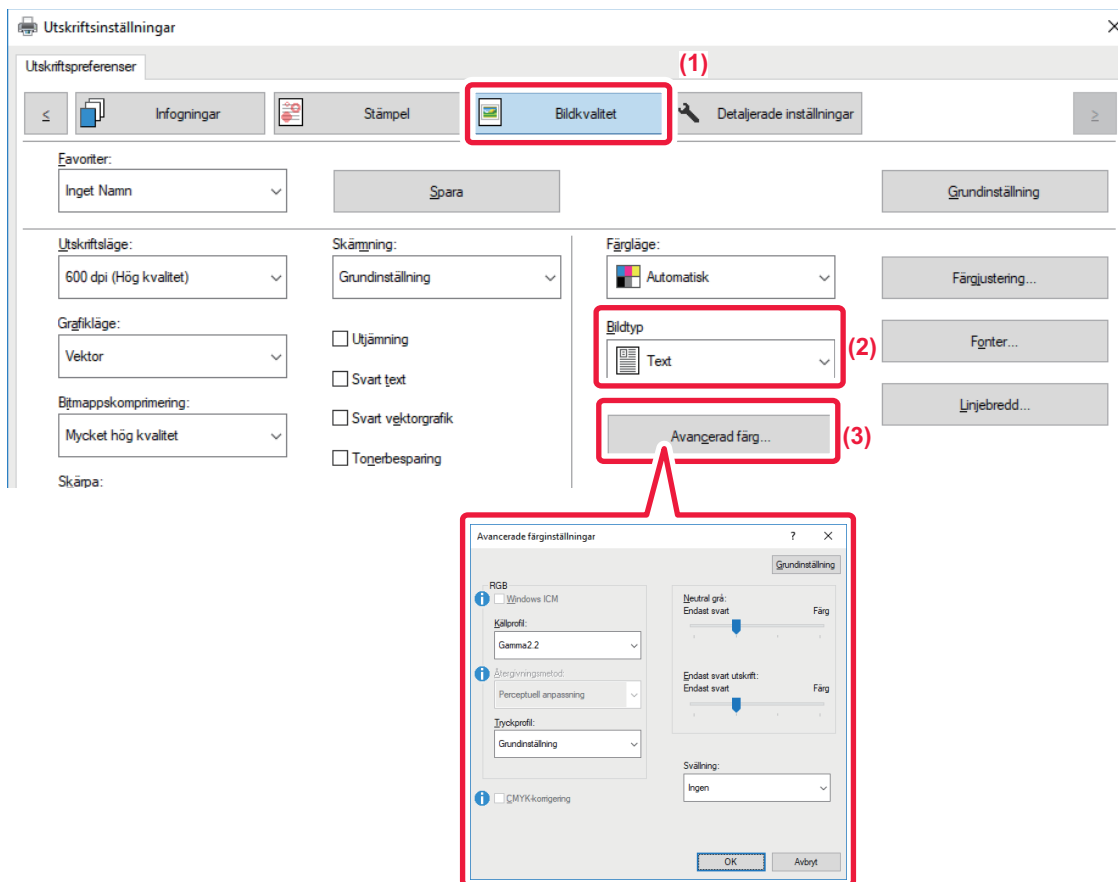 Utskriftsinställningar
Utskriftspreferenser
(1)
≤ Infogningar Stämpel Bildkvalitet Detaljerade inställningar ≥
Favoriter:
Inget Namn Spara Grundinställning
Utskriftsläge: Skärmning: Färgläge:
600 dpi (Hög kvalitet) Grundinställning Automatisk Färgjustering...
Grafikläge: Bildtyp
Vektor Utjämning Text (2) Fonter...
Svart text
Bitmappskomprimering: Linjebredd...
Mycket hög kvalitet Svart vektorgrafik Avancerad färg... (3)
Tonerbesparing
Skärpa:
Avancerade färginställningar ?
Grundinställning
RGB
Windows ICM
Källprofil:
Gamma2.2
Återgivningsmetod:
Perceptuell anpassning
Tryckprofil:
Grundinställning
CMYK-korrigering
Neutral grå:
Endast svart Färg
Endast svart utskrift:
Endast svart Färg
Svällning:
Ingen
OK Avbryt